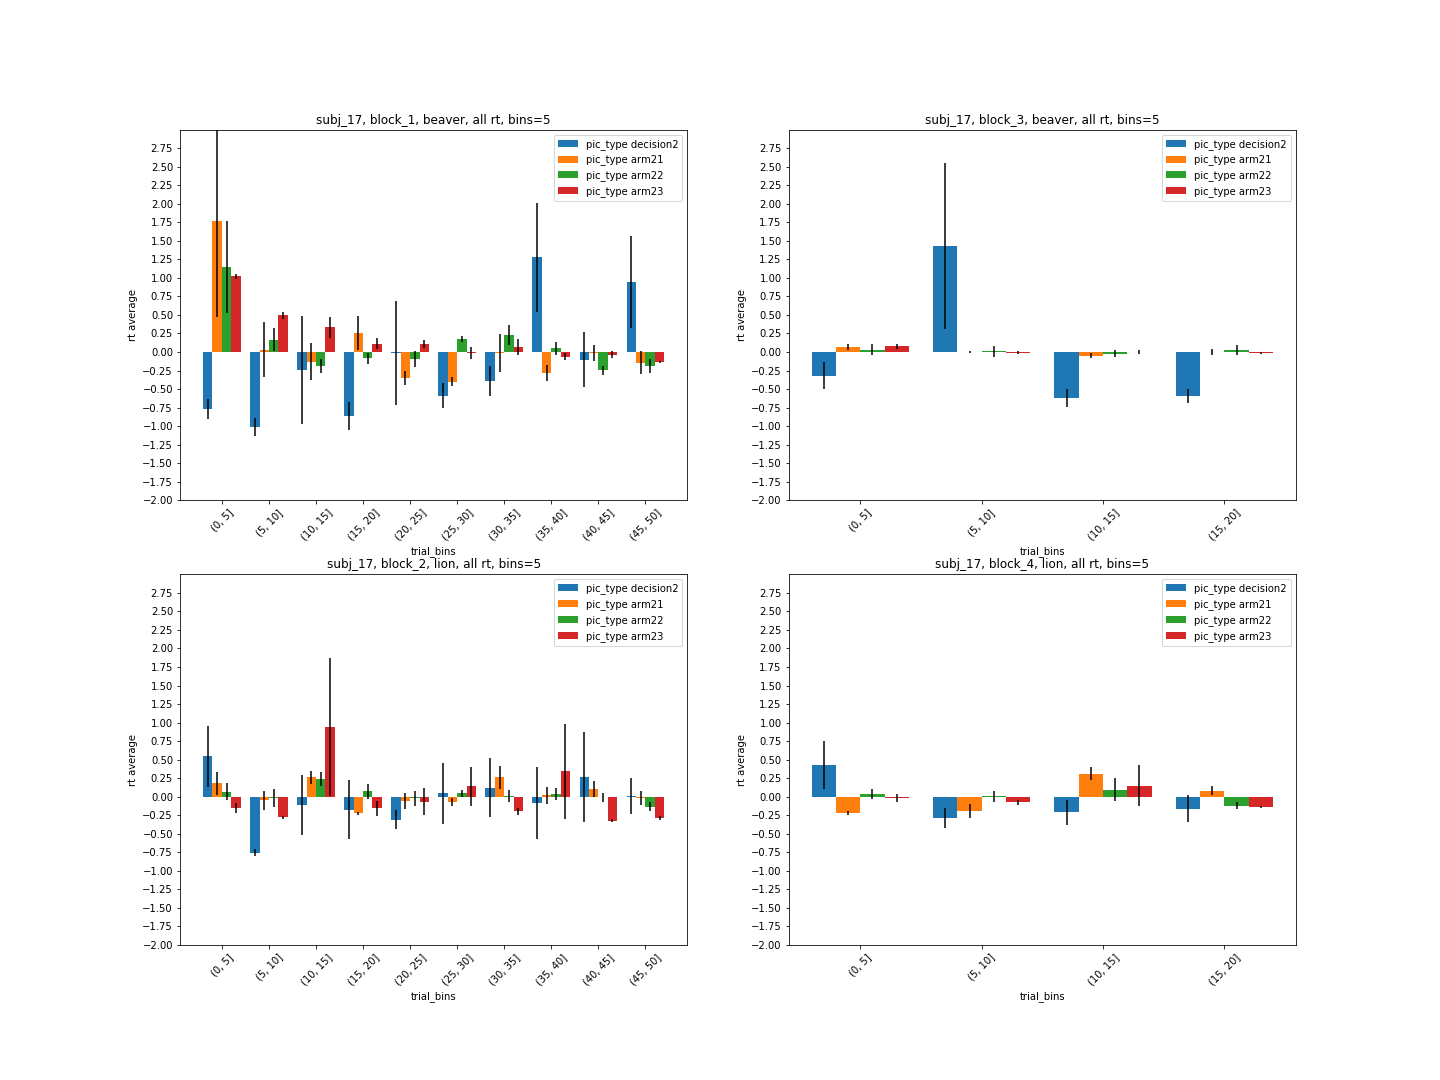 subj_17, block_1, beaver, all rt, bins=5
rt average
2.75
2.50
2.25
2.00
1.75
1.50
1.25
1.00
0.75
0.50
0.25
0.00
−0.25
−0.50
−0.75
−1.00
−1.25
−1.50
−1.75
−2.00
pic_type decision2
pic_type arm21
pic_type arm22
pic_type arm23
(0, 5] (5, 10] (10, 15] (15, 20] (20, 25] (25, 30] (30, 35] (35, 40] (40, 45] (45, 50]
trial_bins
subj_17, block_3, beaver, all rt, bins=5
rt average
2.75
2.50
2.25
2.00
1.75
1.50
1.25
1.00
0.75
0.50
0.25
0.00
−0.25
−0.50
−0.75
−1.00
−1.25
−1.50
−1.75
−2.00
pic_type decision2
pic_type arm21
pic_type arm22
pic_type arm23
(0, 5] (5, 10] (10, 15] (15, 20]
trial_bins
subj_17, block_2, lion, all rt, bins=5
rt average
2.75
2.50
2.25
2.00
1.75
1.50
1.25
1.00
0.75
0.50
0.25
0.00
−0.25
−0.50
−0.75
−1.00
−1.25
−1.50
−1.75
−2.00
pic_type decision2
pic_type arm21
pic_type arm22
pic_type arm23
(0, 5] (5, 10] (10, 15] (15, 20] (20, 25] (25, 30] (30, 35] (35, 40] (40, 45] (45, 50]
trial_bins
subj_17, block_4, lion, all rt, bins=5
rt average
2.75
2.50
2.25
2.00
1.75
1.50
1.25
1.00
0.75
0.50
0.25
0.00
−0.25
−0.50
−0.75
−1.00
−1.25
−1.50
−1.75
−2.00
pic_type decision2
pic_type arm21
pic_type arm22
pic_type arm23
(0, 5] (5, 10] (10, 15] (15, 20]
trial_bins